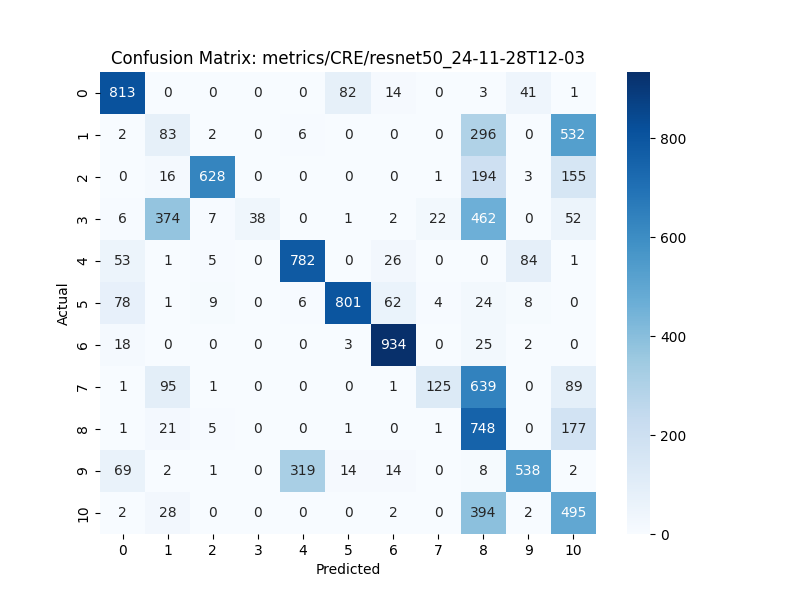 Confusion Matrix: metrics/CRE/resnet50_24-11-28T12-03
0 813 0 0 0 0 82 14 0 3 41 1
1 2 83 2 0 6 0 0 0 296 0 532
2 0 16 628 0 0 0 0 1 194 3 155
3 6 374 7 38 0 1 2 22 462 0 52
4 53 1 5 0 782 0 26 0 0 84 1
5 78 1 9 0 6 801 62 4 24 8 0
6 18 0 0 0 0 3 934 0 25 2 0
7 1 95 1 0 0 0 1 125 639 0 89
8 1 21 5 0 0 1 0 1 748 0 177
9 69 2 1 0 319 14 14 0 8 538 2
10 2 28 0 0 0 0 2 0 394 2 495
0 1 2 3 4 5 6 7 8 9 10
Predicted
Actual
800
600
400
200
0